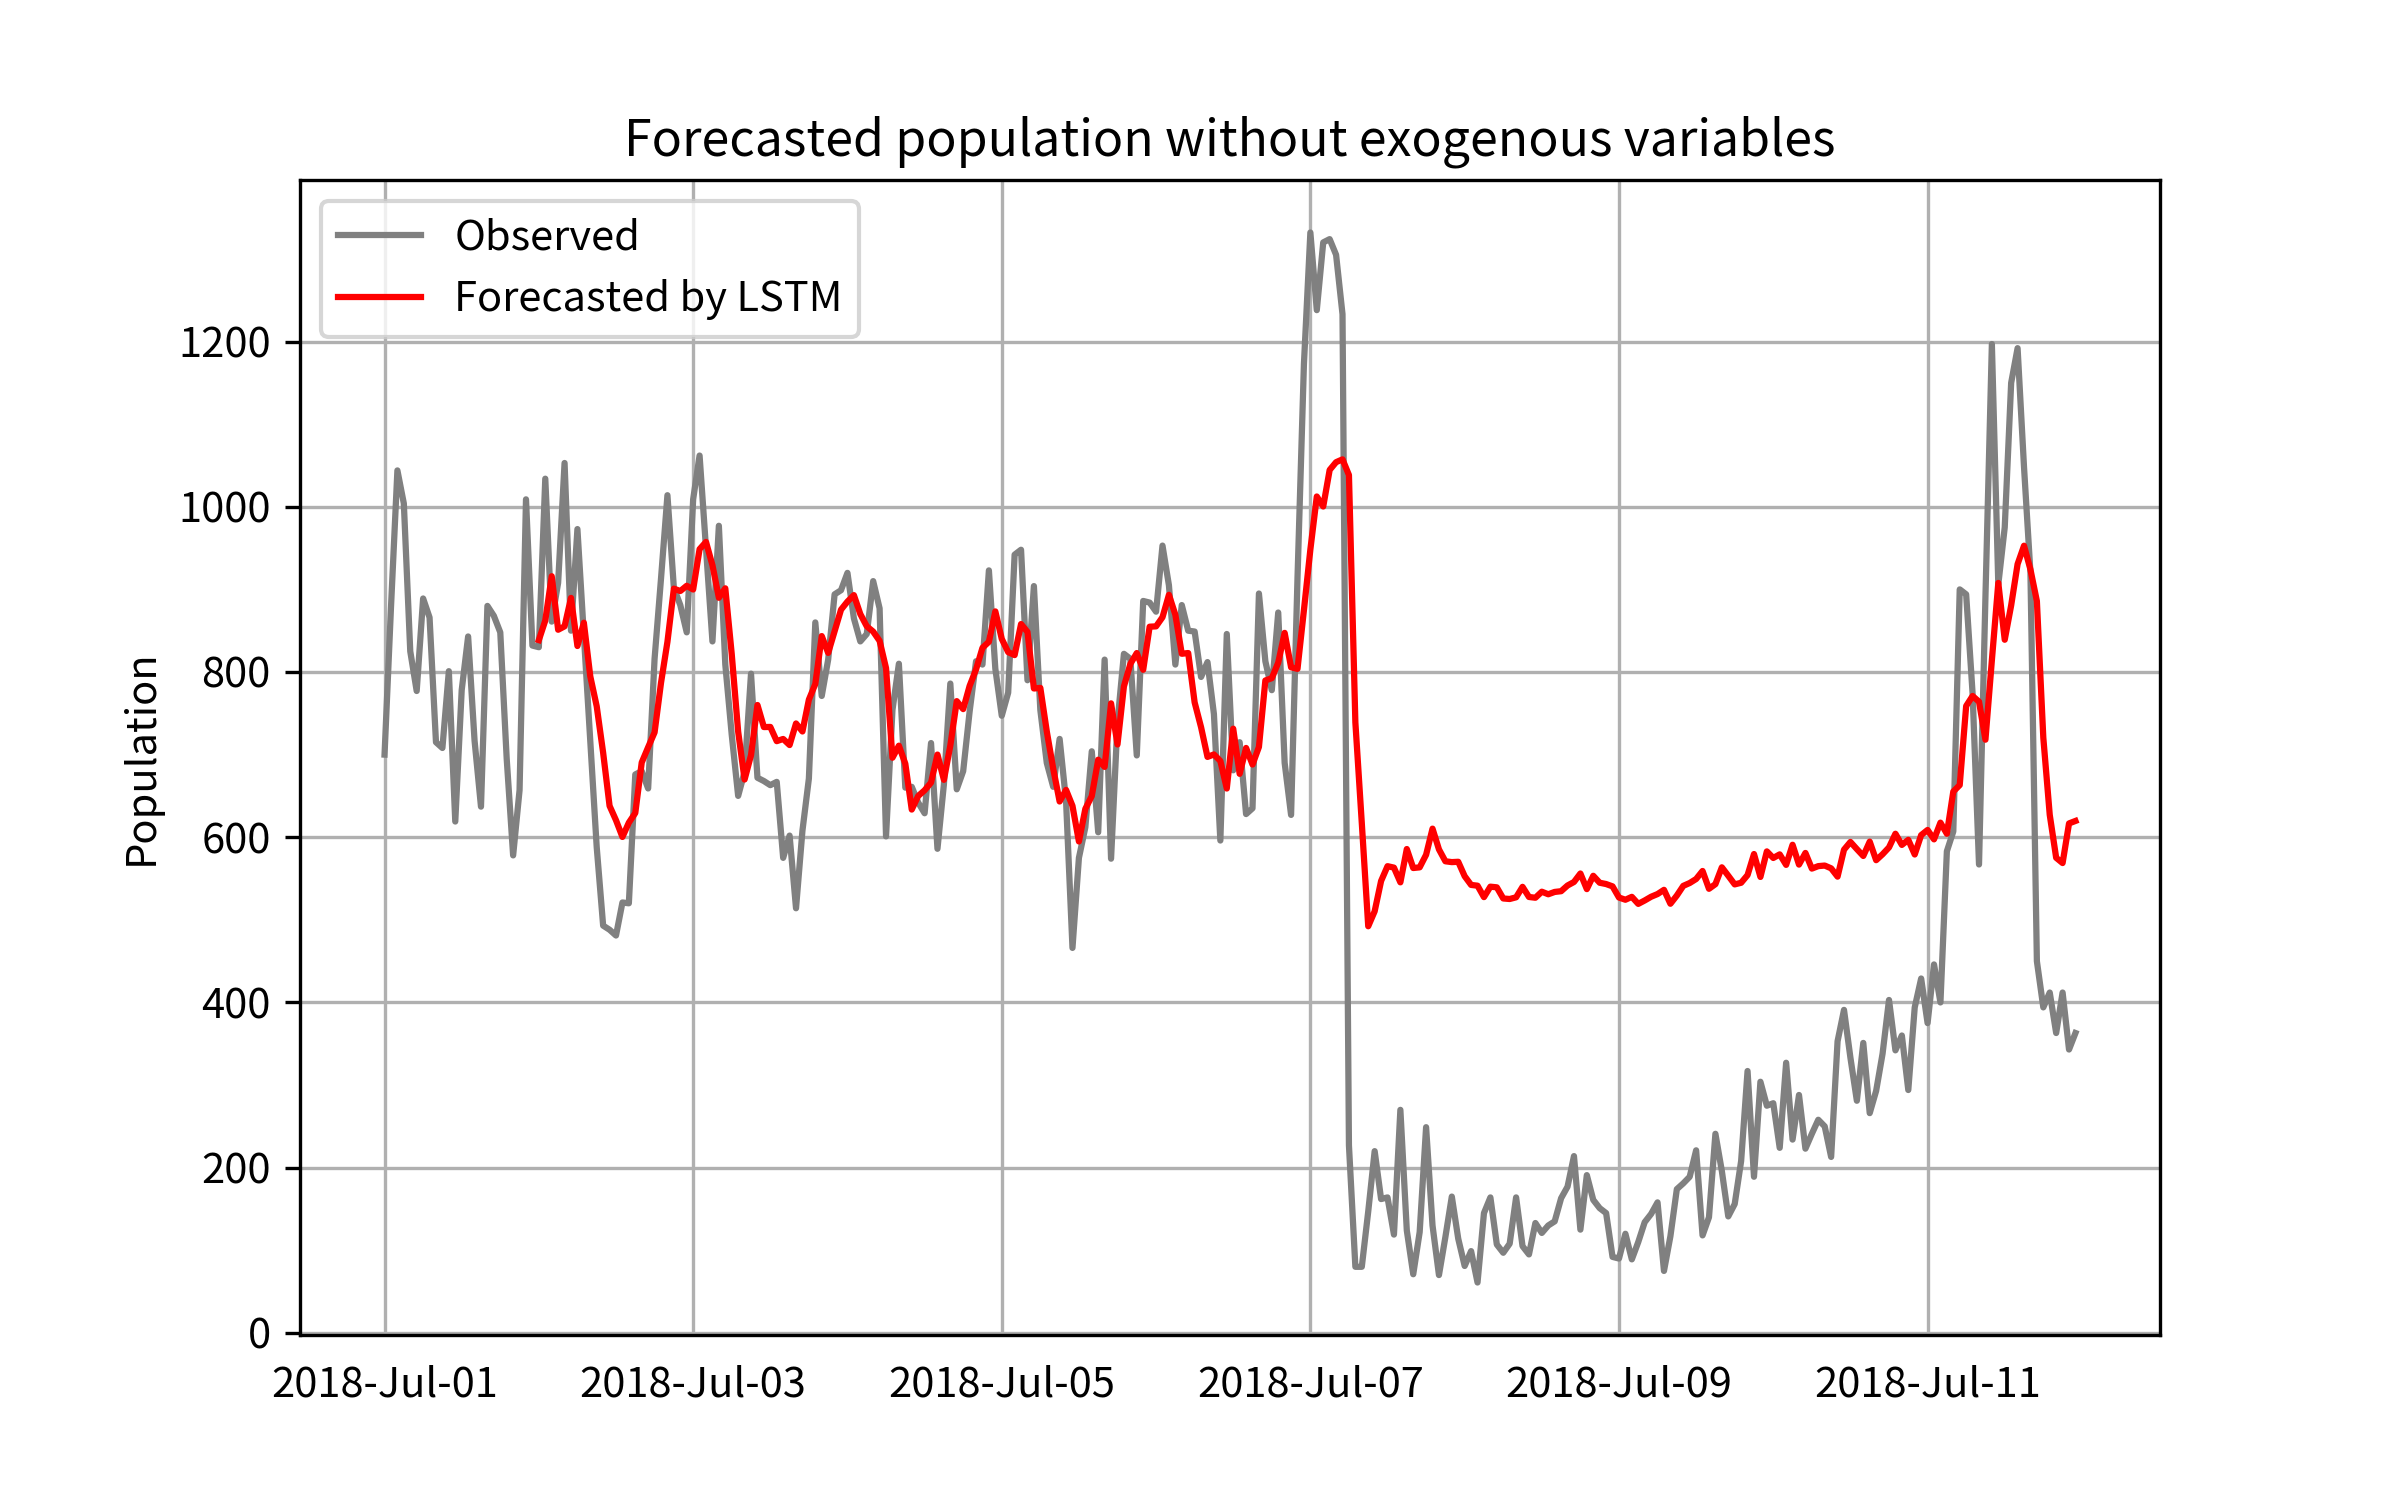 Forecasted population without exogenous variables
Observed
Forecasted by LSTM
1200
1000
800
600
400
200
0
Population
2018-Jul-01 2018-Jul-03 2018-Jul-05 2018-Jul-07 2018-Jul-09 2018-Jul-11